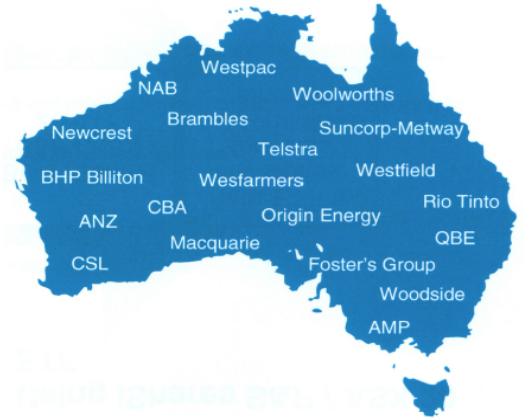 Westpac
NAB
Woolworths
Brambles
Suncorp-Metway
Newcrest
Telstra
Westfield
BHP Billiton
Wesfarmers
Rio Tinto
CBA
Origin Energy
ANZ
QBE
Macquarie
CSL
Foster's Group
Woodside
AMP